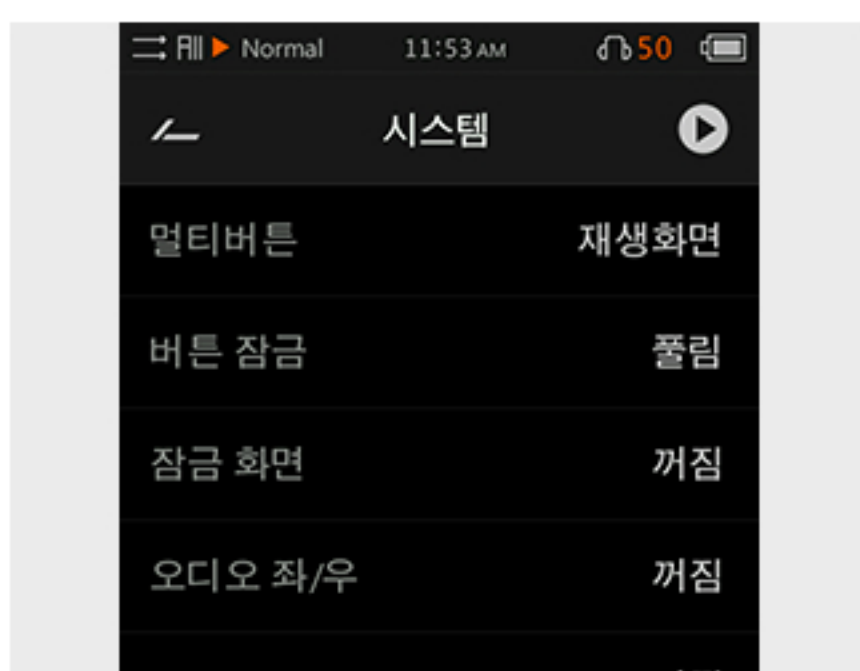 All Normal 11:53 AM 50
시스템
멀티버튼 재생화면
버튼 잠금 풀림
잠금 화면 꺼짐
오디오 좌/우 꺼짐